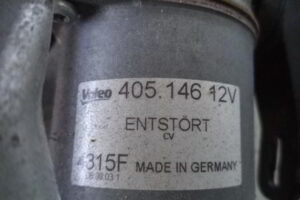 Valeo 405.146 12V
ENTSTÖRT
CV
315F MADE IN GERMANY